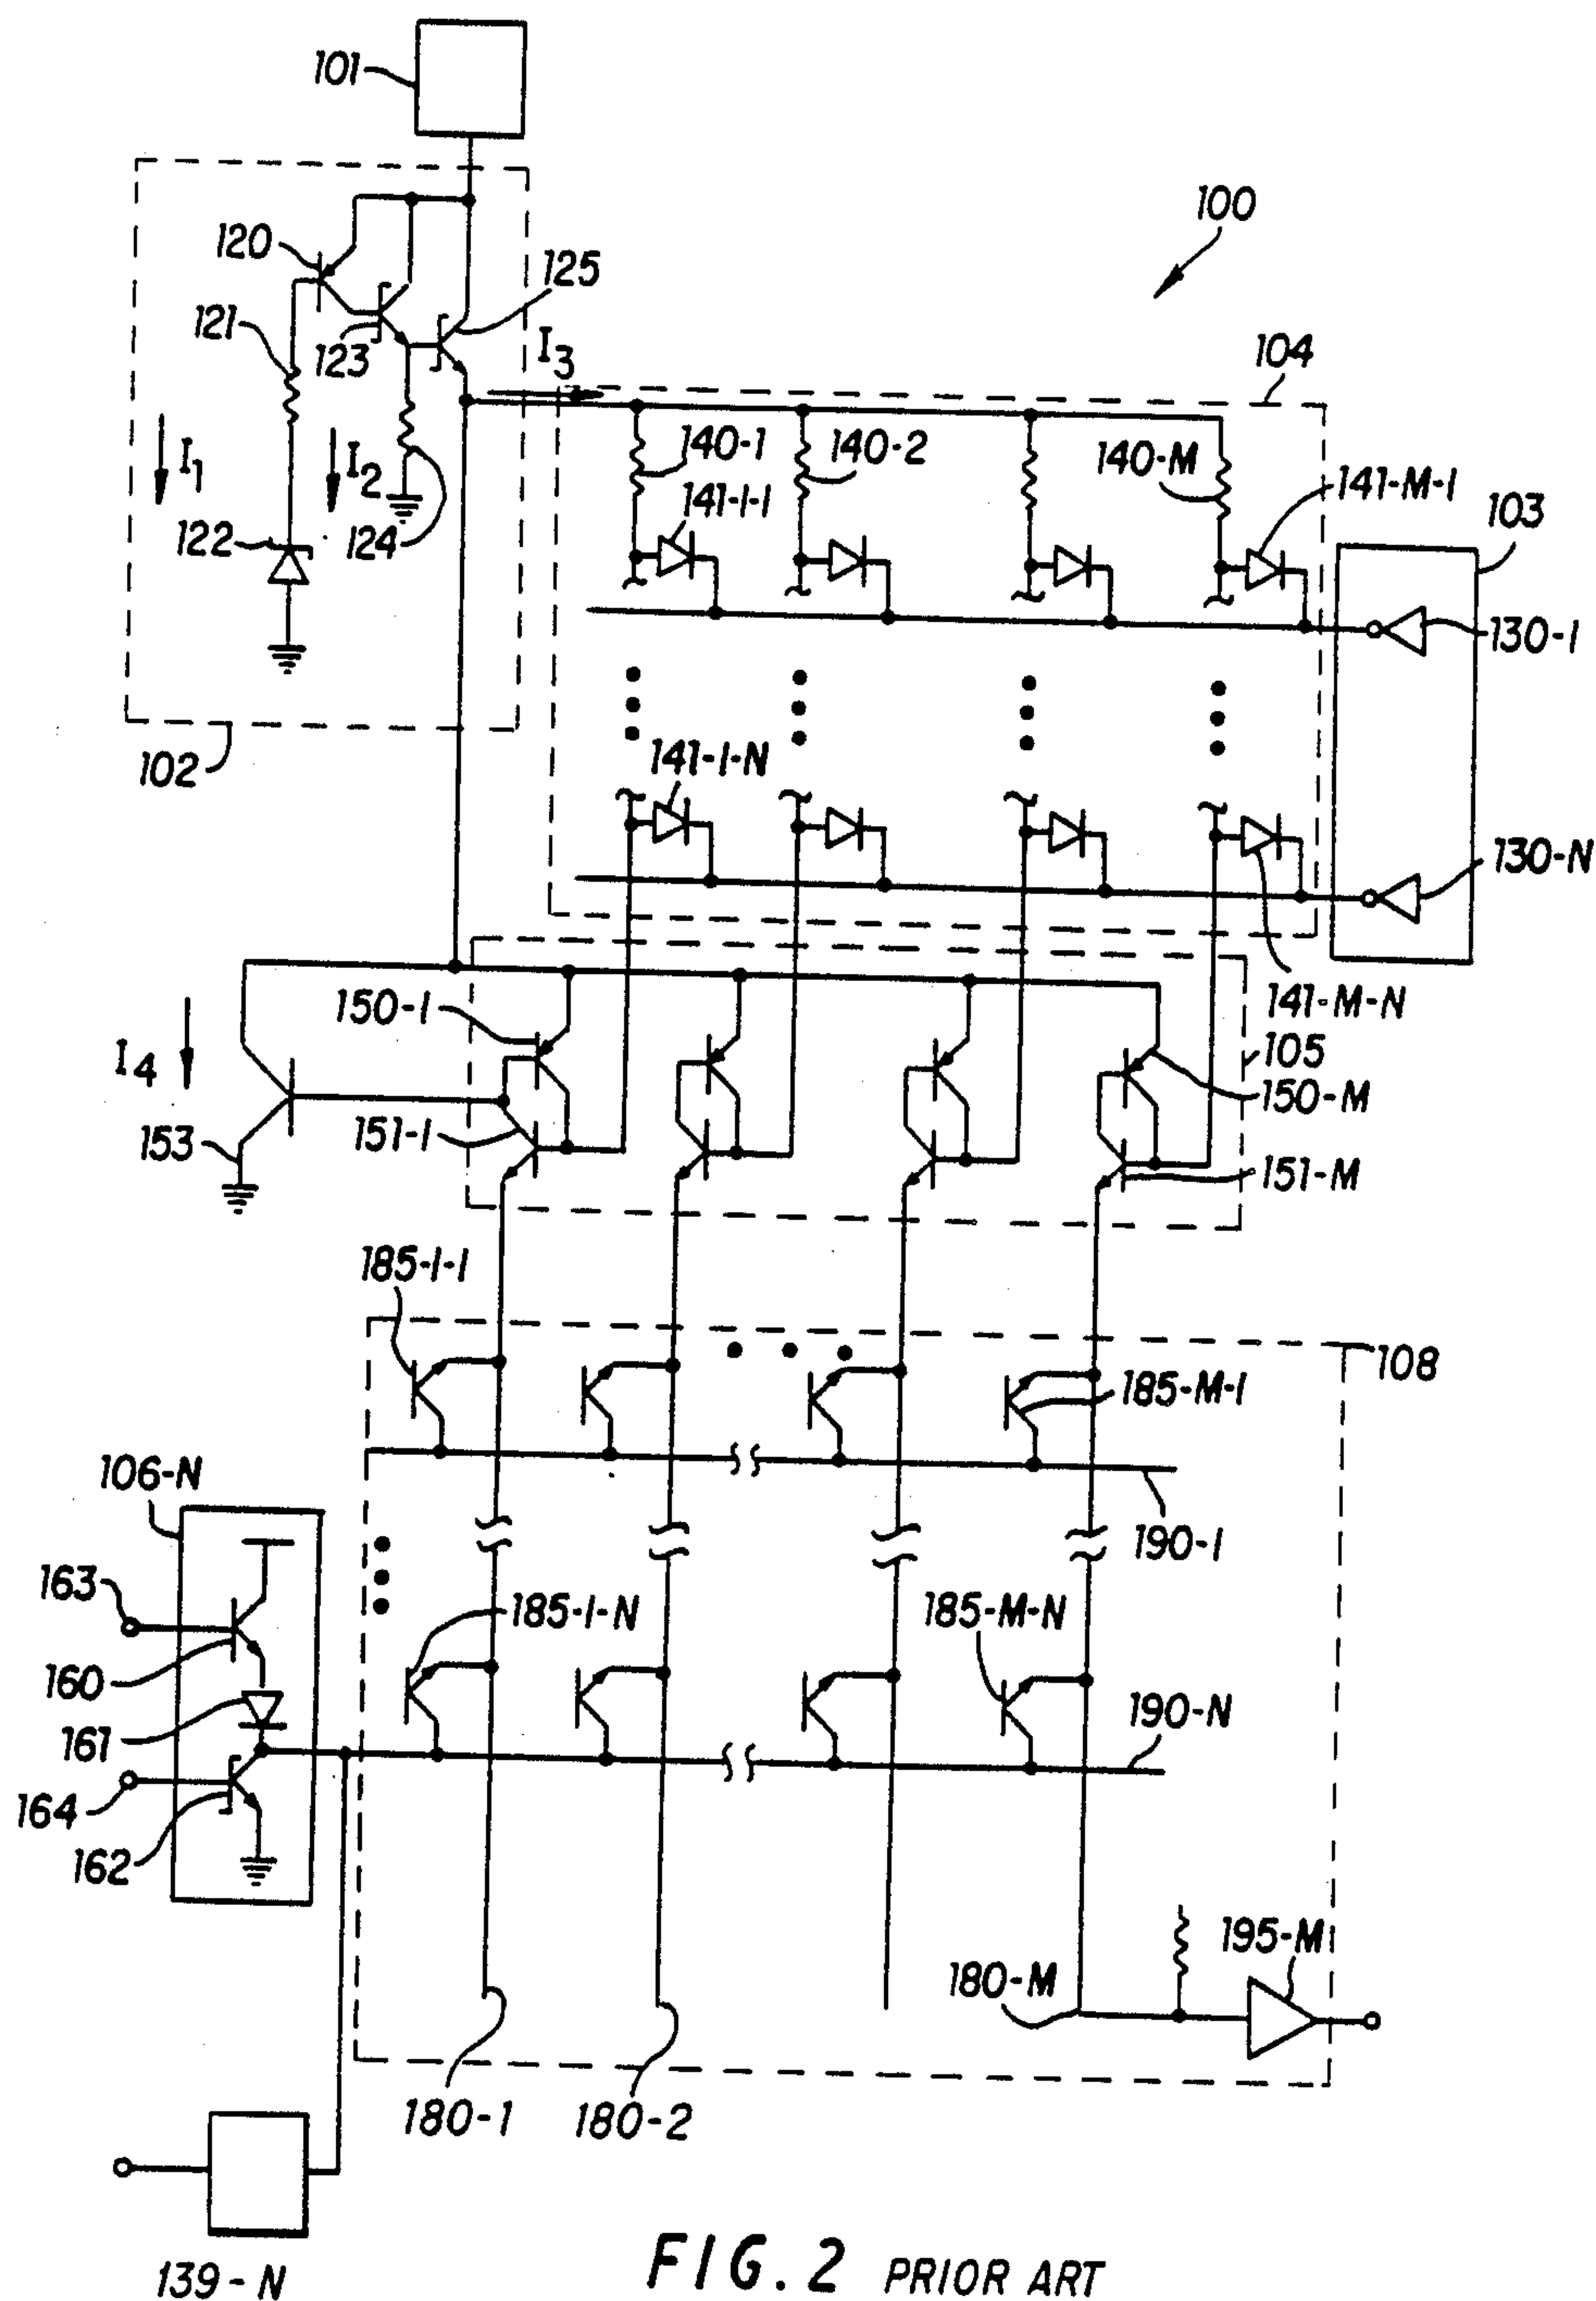 101
100
120
125
121
123
I3
104
140-1
140-2
140-M
141-M-1
I1
I2
141-1-1
103
122
124
130-1
102
141-1-N
130-N
150-1
141-M-N
I4
105
150-M
151-1
153
151-M
185-1-1
108
185-M-1
106-N
190-1
163
185-1-N
185-M-N
160
190-N
161
164
162
195-M
180-M
180-1
180-2
139-N
FIG. 2 PRIOR ART